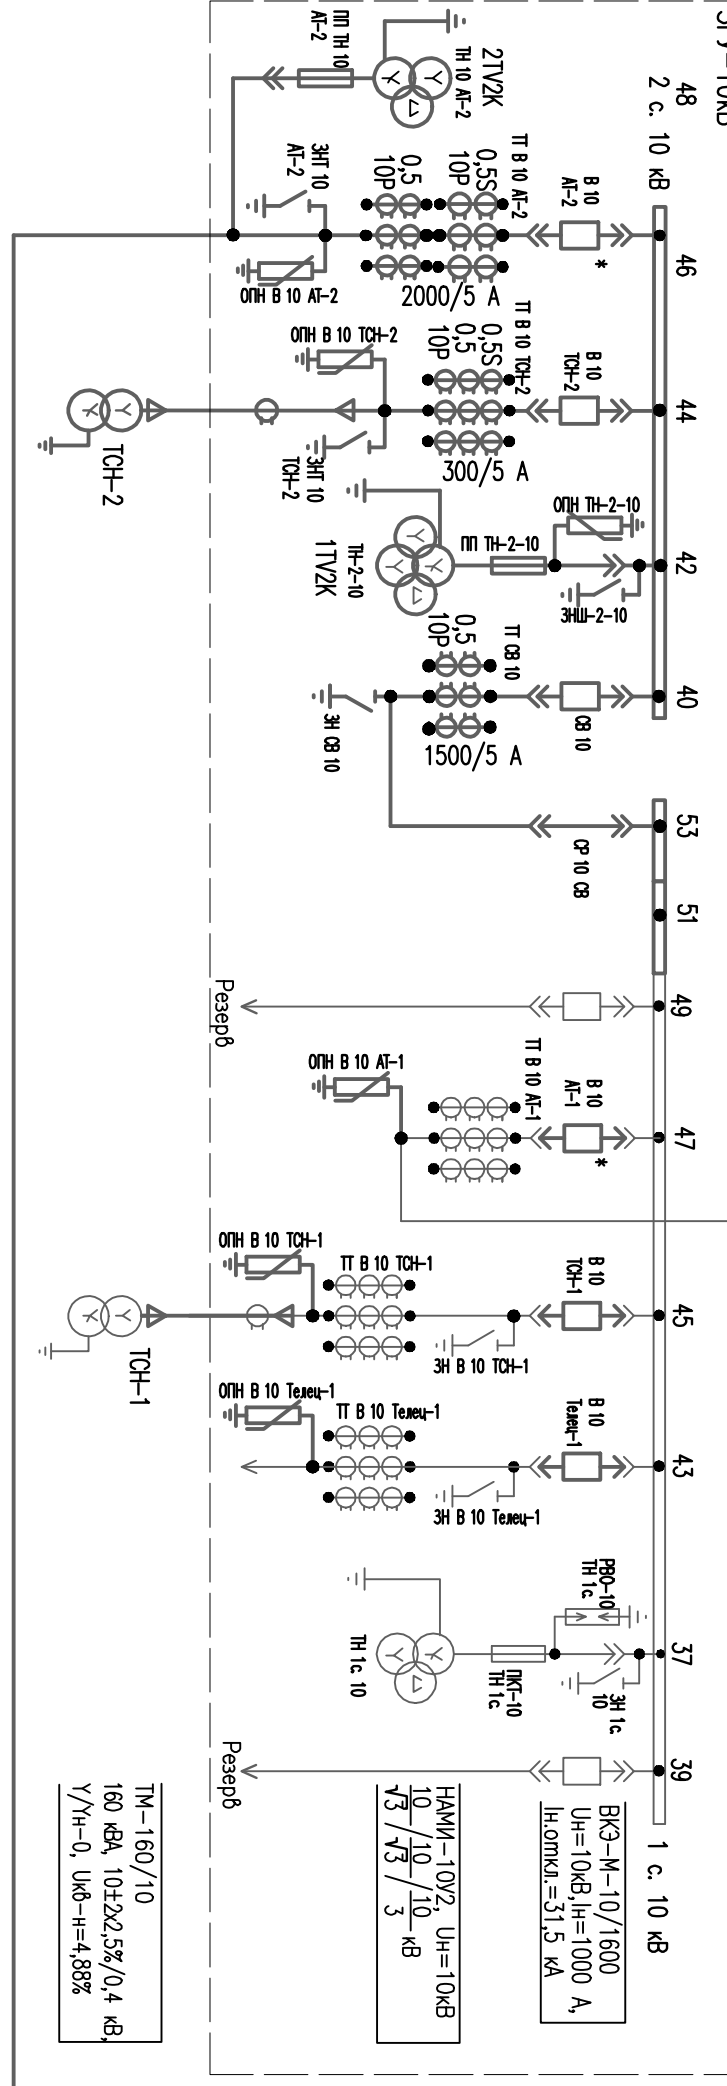 ЗРУ-10кВ
48
2 с. 10 кВ
2TV2K
ТН 10 АТ-2
ПП ТН 10
АТ-2
46
В 10
АТ-2
*
ТТ В 10 АТ-2
0,5S
10Р
0,5
10Р
2000/5 А
ЗНТ 10
АТ-2
ОПН В 10 АТ-2
44
В 10
ТСН-2
ТТ В 10 ТСН-2
0,5S
0,5
10Р
300/5 А
ОПН В 10 ТСН-2
ЗНТ 10
ТСН-2
ТСН-2
42
ОПН ТН-2-10
ЗНШ-2-10
ПП ТН-2-10
ТН-2-10
1TV2K
40
СВ 10
ТТ СВ 10
0,5
10Р
1500/5 А
ЗН СВ 10
53
СР 10 СВ
51
49
Резерв
47
В 10
АТ-1
*
ТТ В 10 АТ-1
ОПН В 10 АТ-1
45
В 10
ТСН-1
ЗН В 10 ТСН-1
ТТ В 10 ТСН-1
ОПН В 10 ТСН-1
ТСН-1
43
В 10
Телец-1
ЗН В 10 Телец-1
ТТ В 10 Телец-1
ОПН В 10 Телец-1
37
РВО-10
ТН 1с.
ЗН 1с.
10
ПКТ-10
ТН 1с
ТН 1с. 10
39
Резерв
1 с. 10 кВ
ВКЭ-М-10/1600
Uн=10кВ,Iн=1000 А,
Iн.откл.=31,5 кА
НАМИ-10У2, Uн=10кВ
10/√3 / 10/√3 / 10/3 кВ
ТМ-160/10
160 кВА, 10±2х2,5%/0,4 кВ,
Y/Yн-0, Uкв-н=4,88%